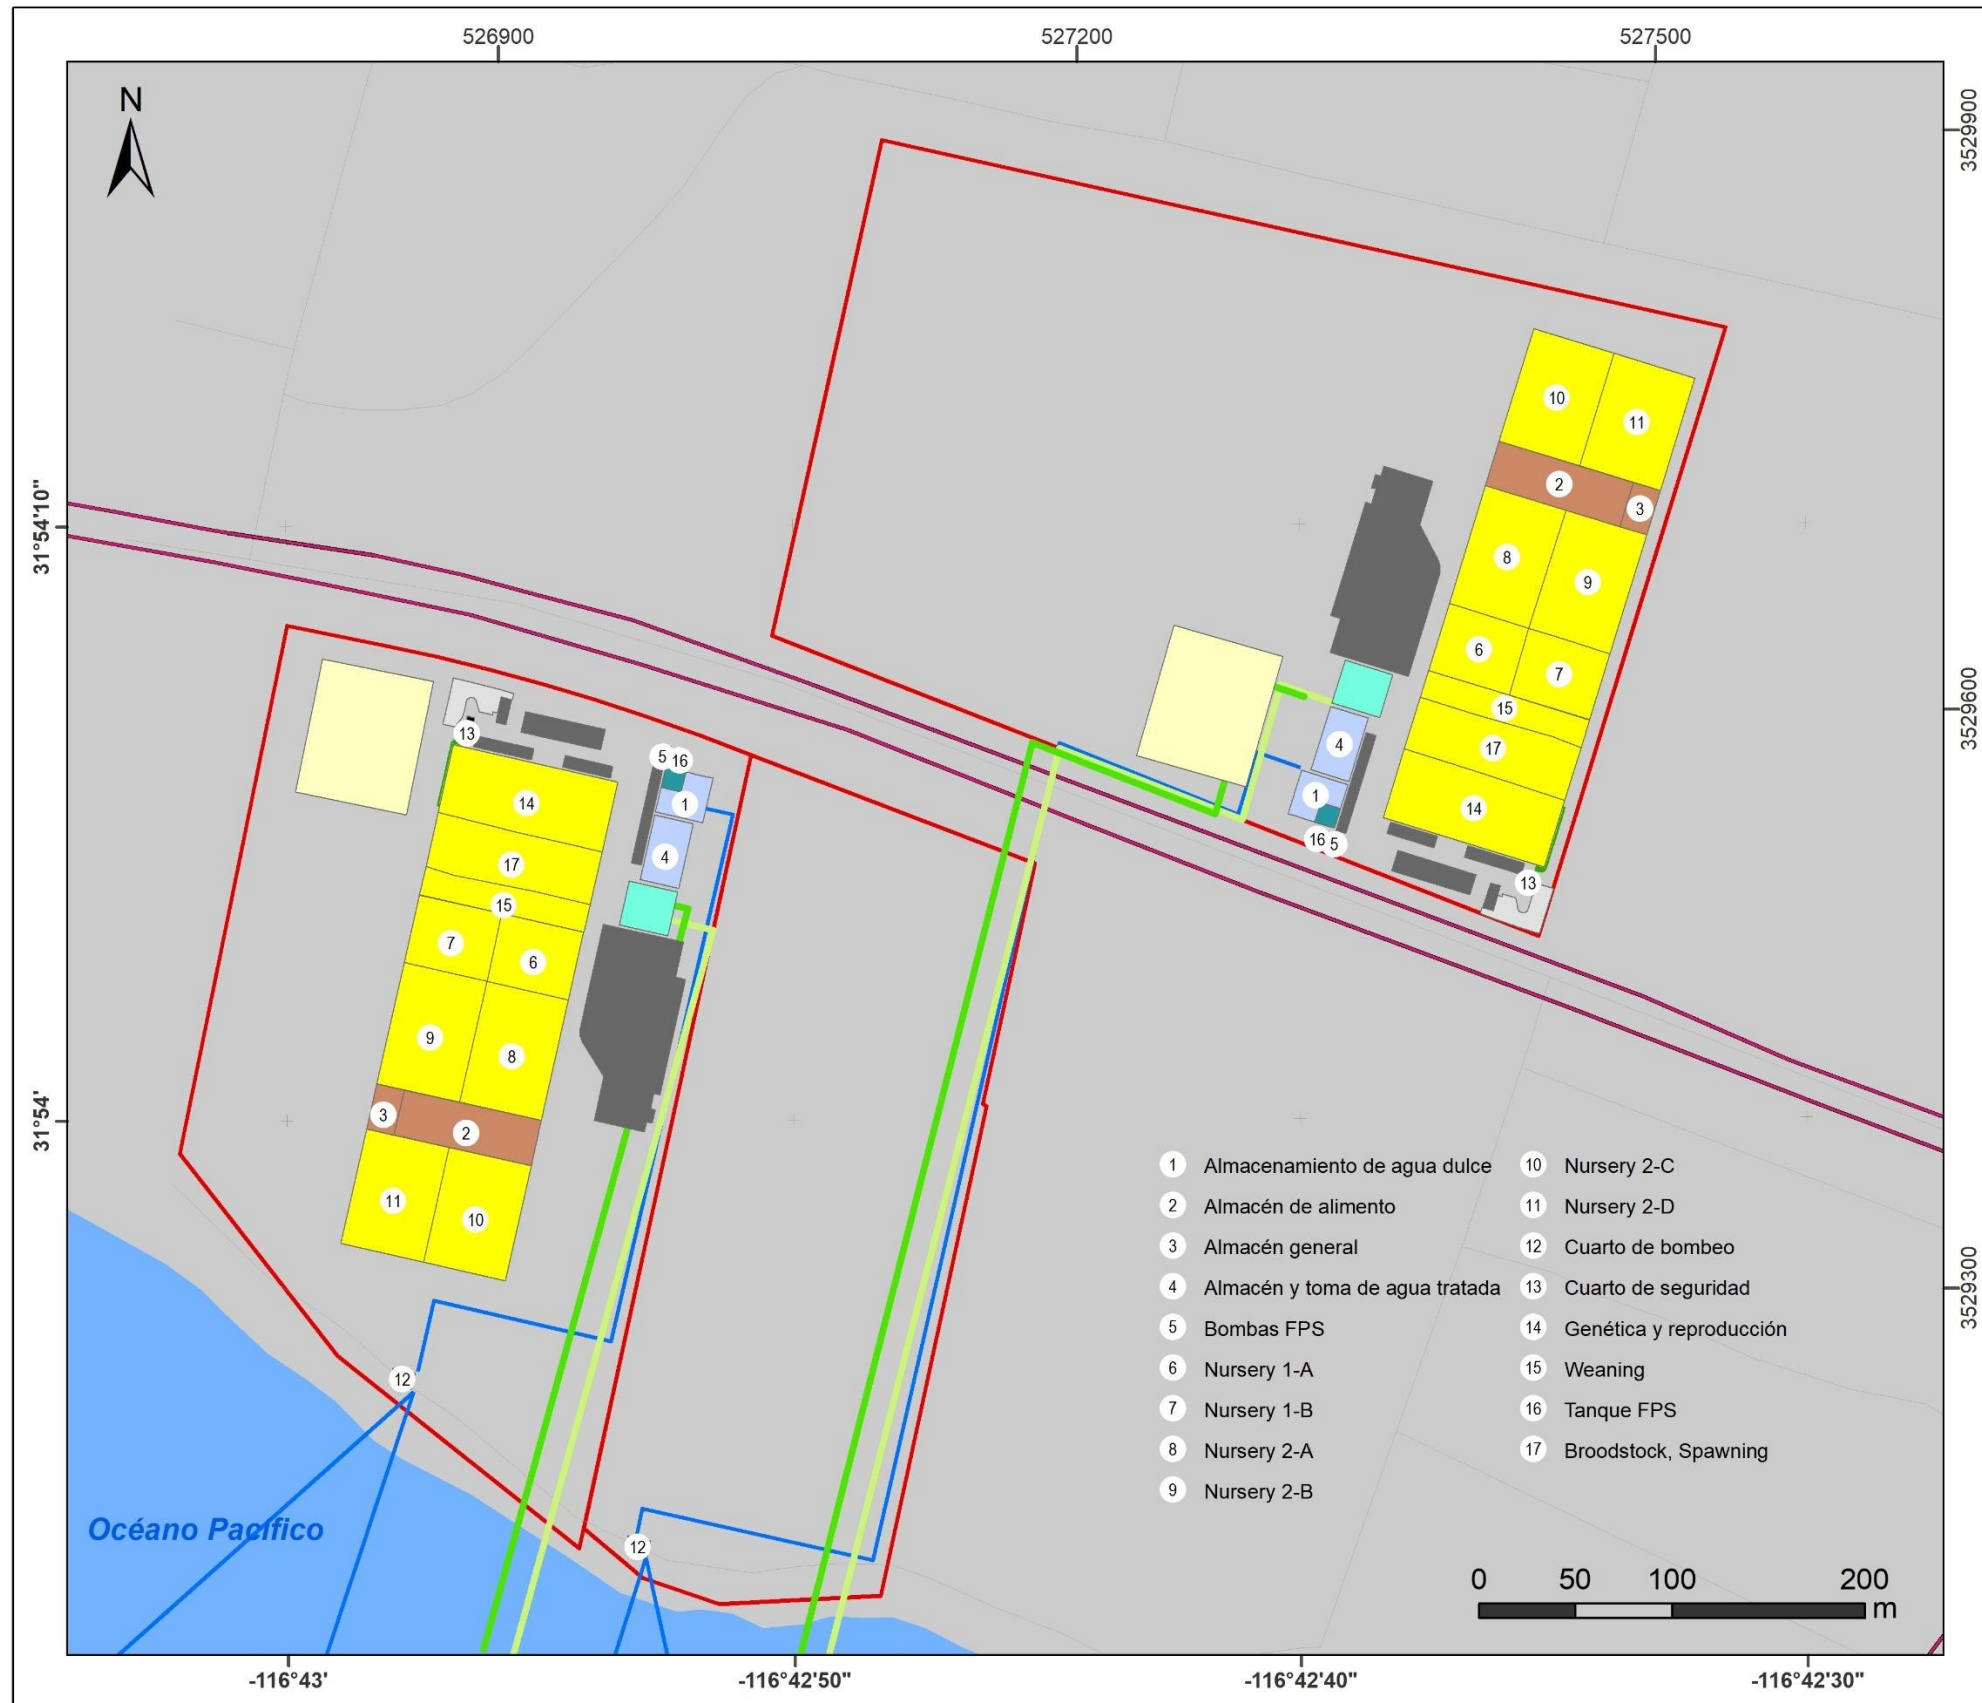 526900
527200
527500
N
3529900
10
11
31°54'10"
2
3
8
9
6
7
3529600
15
4
17
13
5
16
1
14
1
14
4
17
16
5
15
13
7
6
9
8
31°54'
3
2
11
10
12
Océano Pacífico
12
1 Almacenamiento de agua dulce
2 Almacén de alimento
3 Almacén general
4 Almacén y toma de agua tratada
5 Bombas FPS
6 Nursery 1-A
7 Nursery 1-B
8 Nursery 2-A
9 Nursery 2-B
10 Nursery 2-C
11 Nursery 2-D
12 Cuarto de bombeo
13 Cuarto de seguridad
14 Genética y reproducción
15 Weaning
16 Tanque FPS
17 Broodstock, Spawning
3529300
0 50 100 200
m
-116°43'
-116°42'50"
-116°42'40"
-116°42'30"